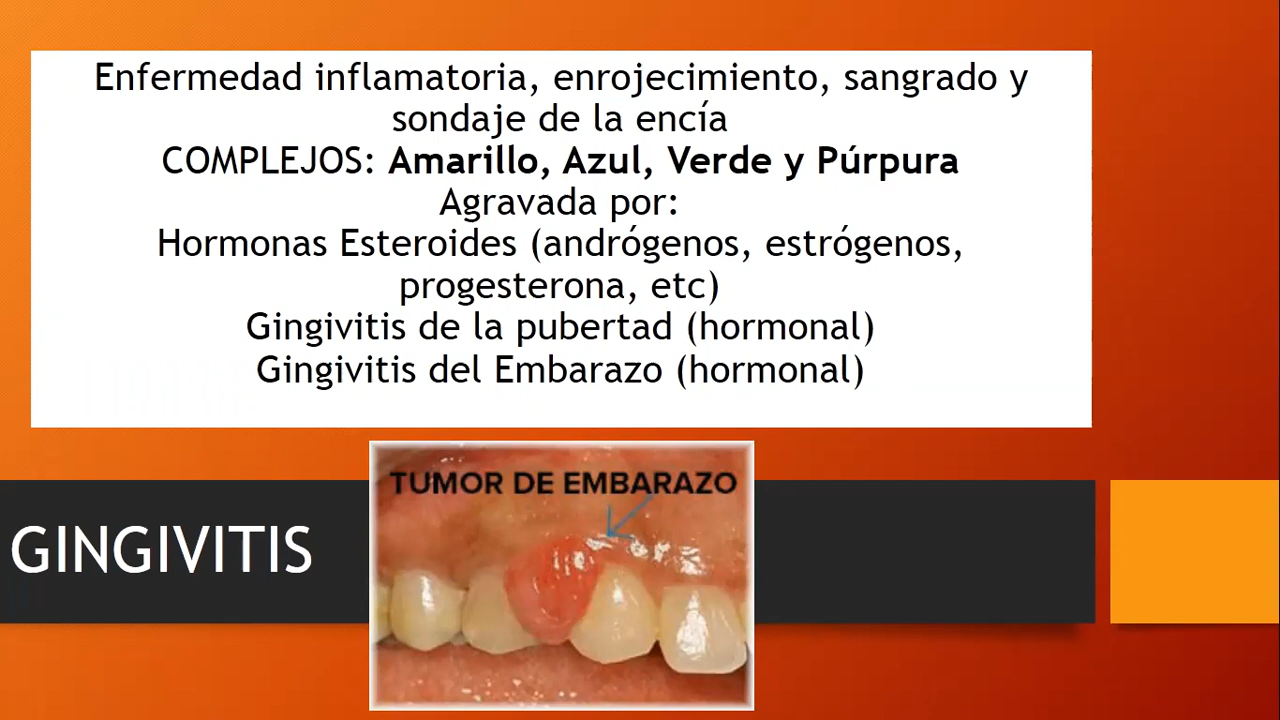 Enfermedad inflamatoria, enrojecimiento, sangrado y
sondaje de la encía
COMPLEJOS: Amarillo, Azul, Verde y Púrpura
Agravada por:
Hormonas Esteroides (andrógenos, estrógenos,
progesterona, etc)
Gingivitis de la pubertad (hormonal)
Gingivitis del Embarazo (hormonal)
TUMOR DE EMBARAZO
GINGIVITIS